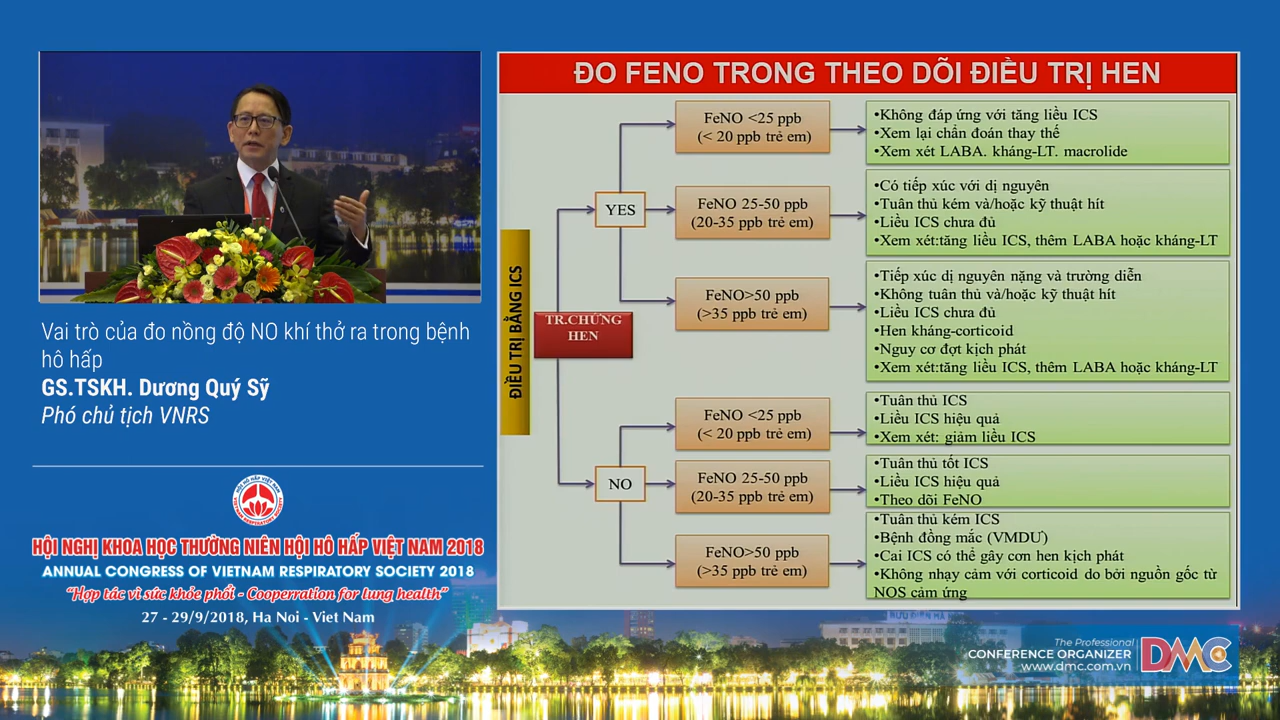 Vai trò của đo nồng độ NO khí thở ra trong bệnh
hô hấp
GS.TSKH. Dương Quý Sỹ
Phó chủ tịch VNRS
HỘI HÔ HẤP VIỆT NAM
VIETNAM RESPIRATORY SOCIETY
HỘI NGHỊ KHOA HỌC THƯỜNG NIÊN HỘI HÔ HẤP VIỆT NAM 2018
ANNUAL CONGRESS OF VIETNAM RESPIRATORY SOCIETY 2018
“Hợp tác vì sức khỏe phổi - Cooperration for lung health”
27 - 29/9/2018, Ha Noi - Viet Nam
ĐO FENO TRONG THEO DÕI ĐIỀU TRỊ HEN
ĐIỀU TRỊ BẰNG ICS
TR.CHỨNG
HEN
YES
FeNO <25 ppb
(< 20 ppb trẻ em)
•Không đáp ứng với tăng liều ICS
•Xem lại chẩn đoán thay thế
•Xem xét LABA. kháng-LT. macrolide
FeNO 25-50 ppb
(20-35 ppb trẻ em)
•Có tiếp xúc với dị nguyên
•Tuân thủ kém và/hoặc kỹ thuật hít
•Liều ICS chưa đủ
•Xem xét:tăng liều ICS, thêm LABA hoặc kháng-LT
FeNO>50 ppb
(>35 ppb trẻ em)
•Tiếp xúc dị nguyên nặng và trường diễn
•Không tuân thủ và/hoặc kỹ thuật hít
•Liều ICS chưa đủ
•Hen kháng-corticoid
•Nguy cơ đợt kịch phát
•Xem xét:tăng liều ICS, thêm LABA hoặc kháng-LT
NO
FeNO <25 ppb
(< 20 ppb trẻ em)
•Tuân thủ ICS
•Liều ICS hiệu quả
•Xem xét: giảm liều ICS
FeNO 25-50 ppb
(20-35 ppb trẻ em)
•Tuân thủ tốt ICS
•Liều ICS hiệu quả
•Theo dõi FeNO
FeNO>50 ppb
(>35 ppb trẻ em)
•Tuân thủ kém ICS
•Bệnh đồng mắc (VMDƯ)
•Cai ICS có thể gây cơn hen kịch phát
•Không nhạy cảm với corticoid do bởi nguồn gốc từ
NOS cảm ứng
The Professional
CONFERENCE ORGANIZER
www.dmc.com.vn
DMC